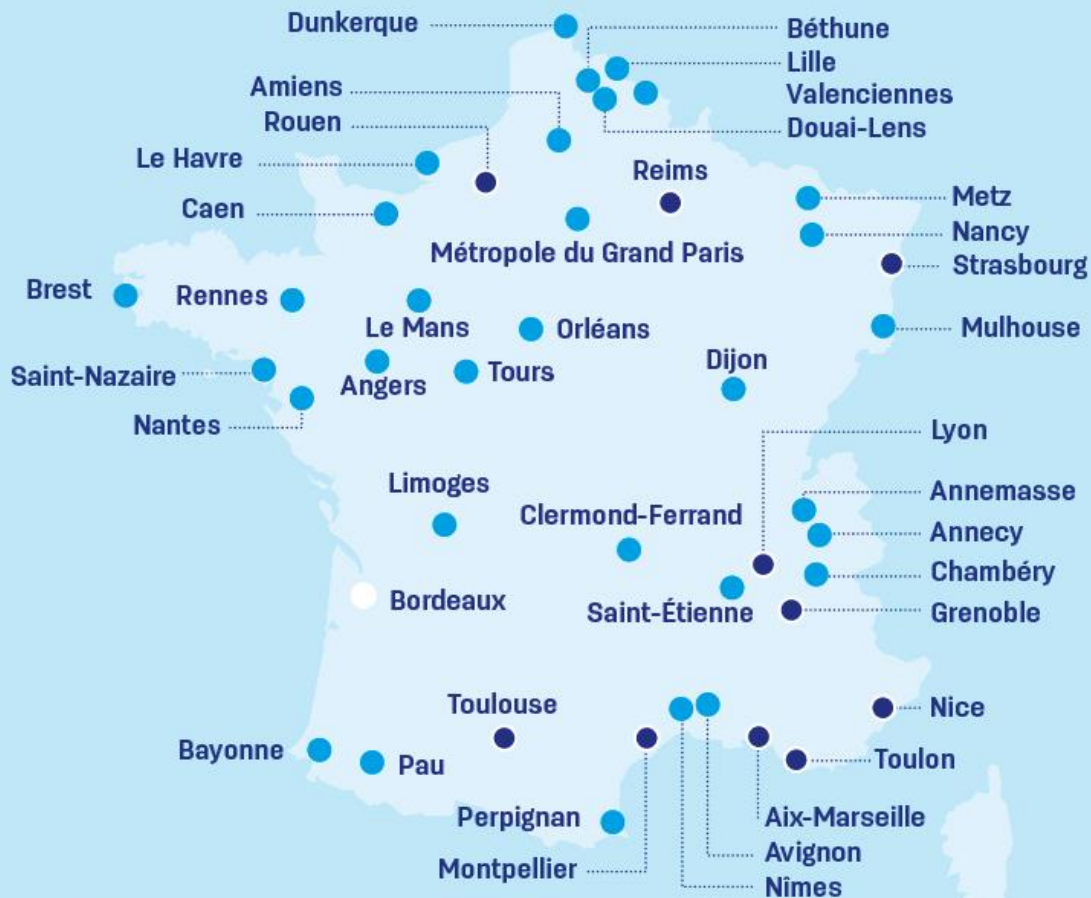 Dunkerque
Béthune
Lille
Amiens
Valenciennes
Rouen
Douai-Lens
Le Havre
Reims
Metz
Caen
Nancy
Métropole du Grand Paris
Strasbourg
Brest
Rennes
Le Mans
Orléans
Mulhouse
Saint-Nazaire
Angers
Tours
Dijon
Nantes
Lyon
Limoges
Annemasse
Clermond-Ferrand
Annecy
Chambéry
Bordeaux
Saint-Étienne
Grenoble
Toulouse
Nice
Bayonne
Pau
Toulon
Perpignan
Aix-Marseille
Avignon
Montpellier
Nîmes